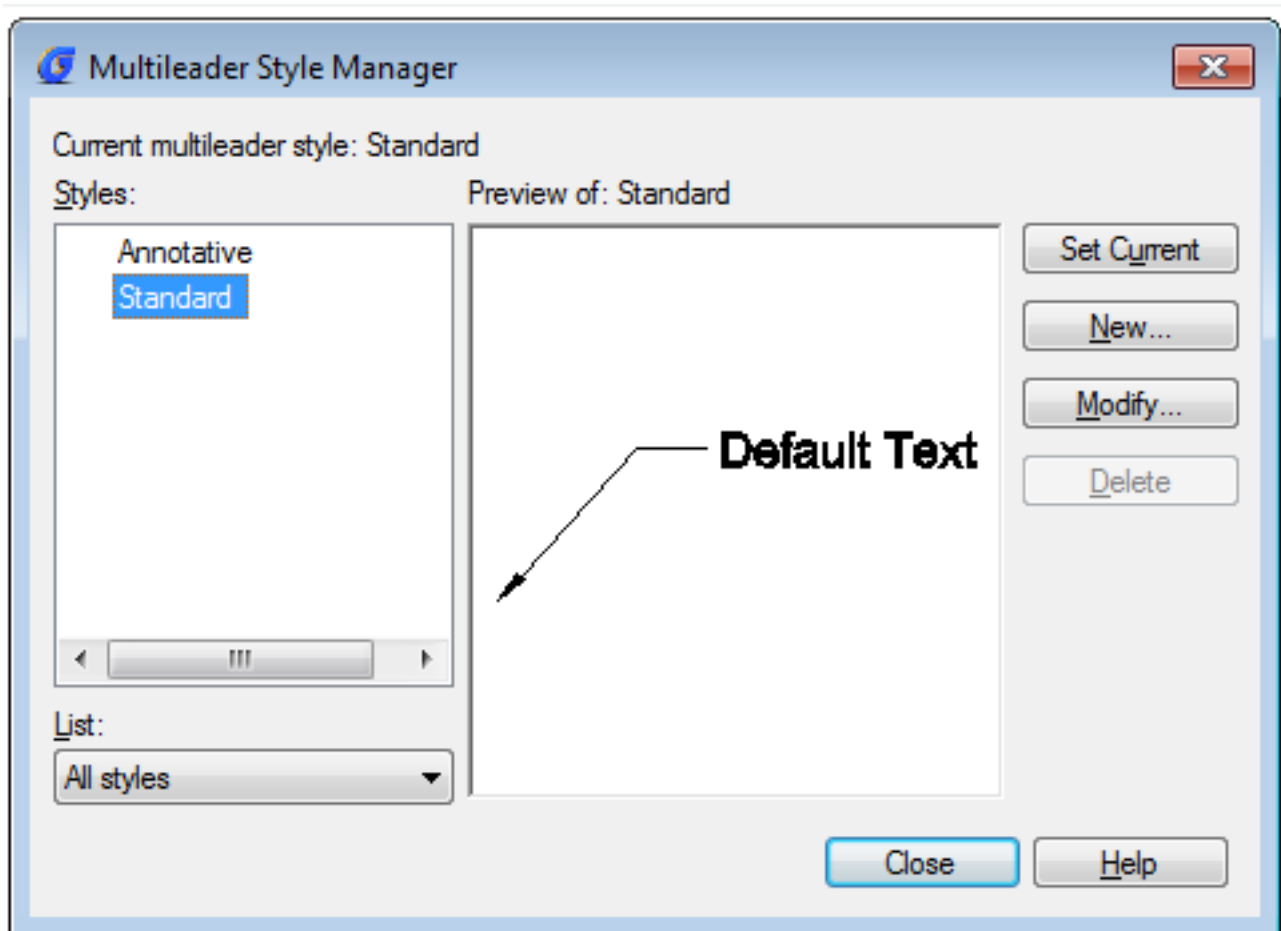 Multileader Style Manager
Current multileader style: Standard
Styles:
Preview of: Standard
Annotative
Standard
Default Text
Set Current
New...
Modify...
Delete
List:
All styles
Close
Help